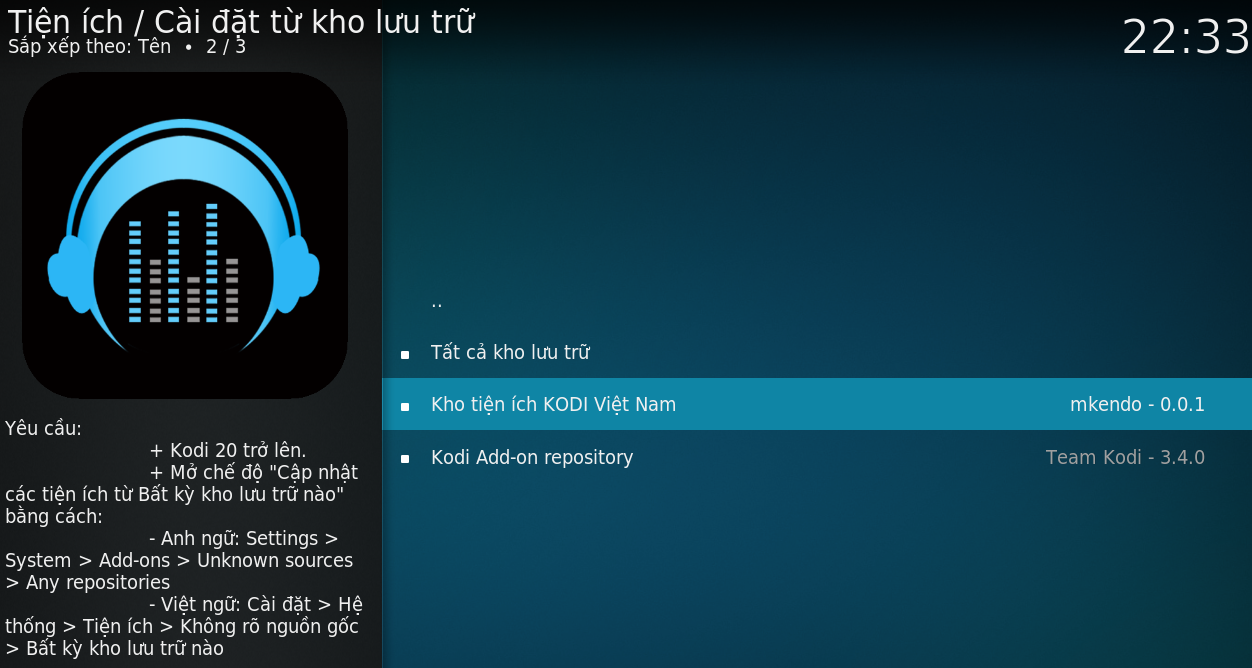 Tiện ích / Cài đặt từ kho lưu trữ
Sắp xếp theo: Tên • 2 / 3
22:33
Yêu cầu:
+ Kodi 20 trở lên.
+ Mở chế độ "Cập nhật
các tiện ích từ Bất kỳ kho lưu trữ nào"
bằng cách:
- Anh ngữ: Settings >
System > Add-ons > Unknown sources
> Any repositories
- Việt ngữ: Cài đặt > Hệ
thống > Tiện ích > Không rõ nguồn gốc
> Bất kỳ kho lưu trữ nào
..
Tất cả kho lưu trữ
Kho tiện ích KODI Việt Nam mkendo - 0.0.1
Kodi Add-on repository Team Kodi - 3.4.0